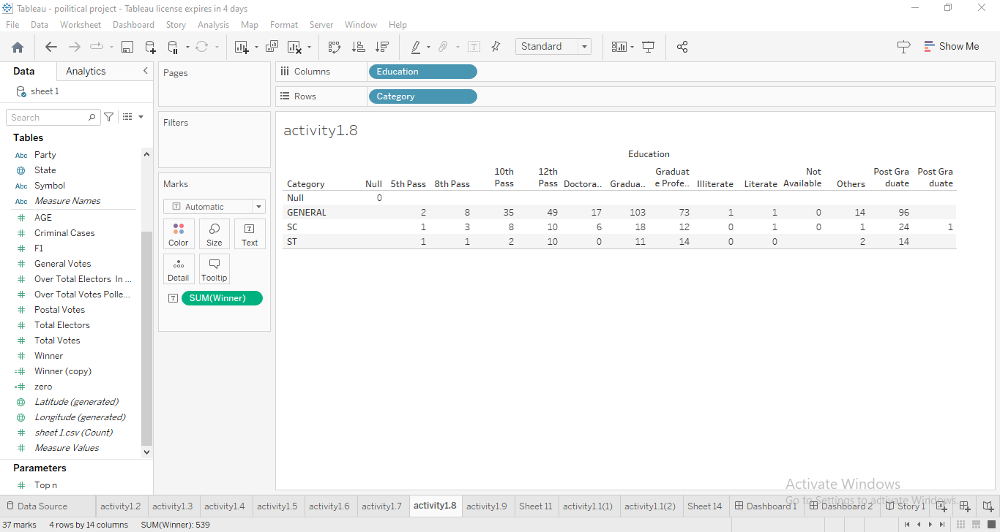 Tableau - poilitical project - Tableau license expires in 4 days
File Data Worksheet Dashboard Story Analysis Map Format Server Window Help
Standard
Show Me
Data Analytics
sheet 1
Search
Tables
Abc Party
State
Abc Symbol
Abc Measure Names
# AGE
# Criminal Cases
# F1
# General Votes
# Over Total Electors In ...
# Over Total Votes Polle...
# Postal Votes
# Total Electors
# Total Votes
# Winner
=# Winner (copy)
=# zero
Latitude (generated)
Longitude (generated)
# sheet 1.csv (Count)
# Measure Values
Parameters
# Top n
Pages
Filters
Marks
T Automatic
Color Size Text
Detail Tooltip
T SUM(Winner)
Columns Education
Rows Category
activity1.8
Education
Category Null 5th Pass 8th Pass 10th Pass 12th Pass Doctora.. Gradua.. Graduat e Profe.. Illiterate Literate Not Available Others Post Gra duate Post Gra duate
Null 0
GENERAL 2 8 35 49 17 103 73 1 1 0 14 96
SC 1 3 8 10 6 18 12 0 1 0 1 24 1
ST 1 1 2 10 0 11 14 0 0 2 14
Activate Windows
Go to Settings to activate Windows.
Data Source activity1.2 activity1.3 activity1.4 activity1.5 activity1.6 activity1.7 activity1.8 activity1.9 Sheet 11 activity1.1(1) activity1.1(2) Sheet 14 Dashboard 1 Dashboard 2 Story 1
37 marks 4 rows by 14 columns SUM(Winner): 539